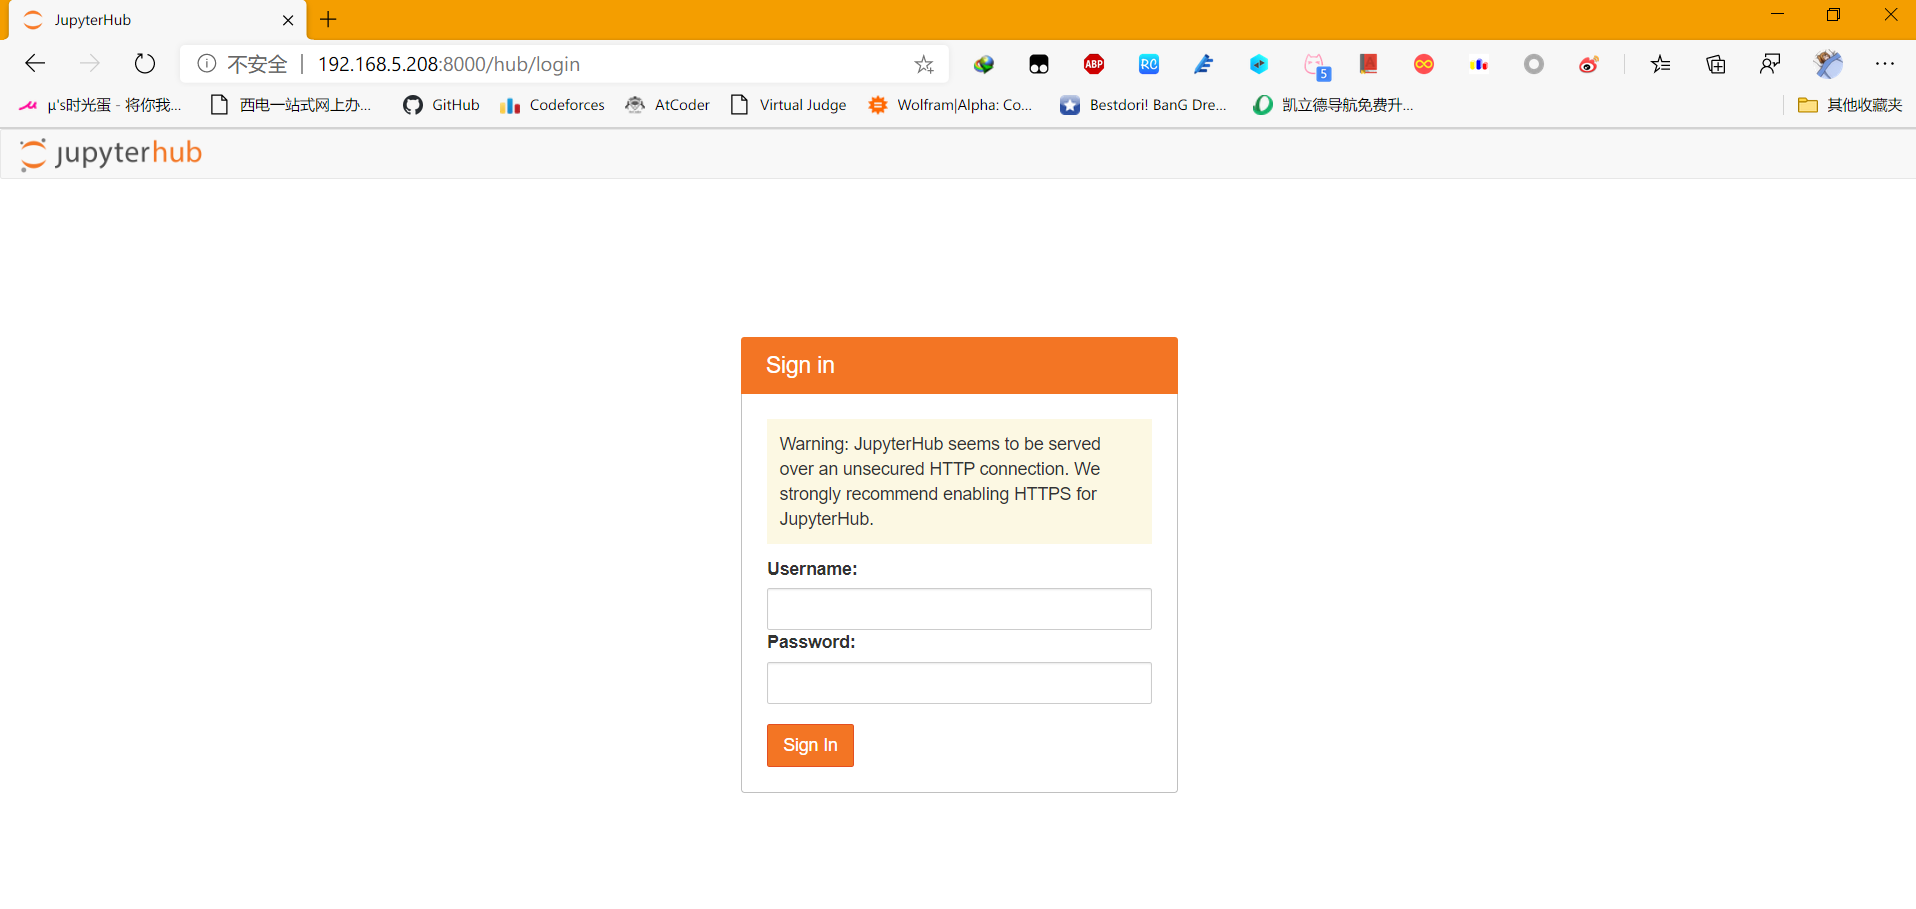 JupyterHub
不安全 | 192.168.5.208:8000/hub/login
ABP
RC
5
μ's时光蛋 - 将你我...
西电一站式网上办...
GitHub
Codeforces
AtCoder
Virtual Judge
Wolfram|Alpha: Co...
Bestdori! BanG Dre...
凯立德导航免费升...
其他收藏夹
jupyterhub
Sign in
Warning: JupyterHub seems to be served
over an unsecured HTTP connection. We
strongly recommend enabling HTTPS for
JupyterHub.
Username:
Password:
Sign In